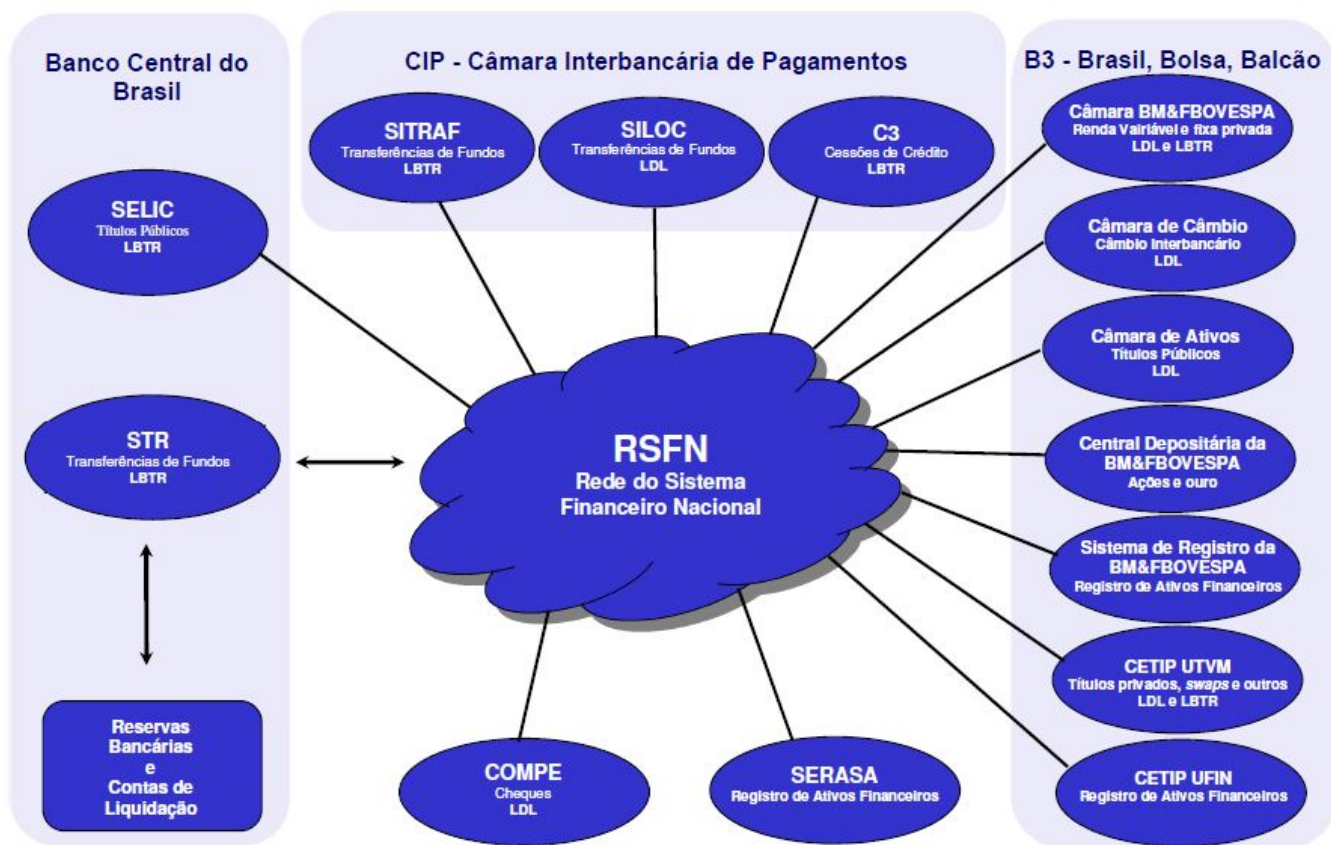 Banco Central do
Brasil
SELIC
Títulos Públicos
LBTR
STR
Transferências de Fundos
LBTR
Reservas
Bancárias
e
Contas de
Liquidação
CIP - Câmara Interbancária de Pagamentos
SITRAF
Transferências de Fundos
LBTR
SILOC
Transferências de Fundos
LDL
C3
Cessões de Crédito
LBTR
RSFN
Rede do Sistema
Financeiro Nacional
COMPE
Cheques
LDL
SERASA
Registro de Ativos Financeiros
B3 - Brasil, Bolsa, Balcão
Câmara BM&FBOVESPA
Renda Vairiável e fixa privada
LDL e LBTR
Câmara de Câmbio
Câmbio Interbancário
LDL
Câmara de Ativos
Títulos Públicos
LDL
Central Depositária da
BM&FBOVESPA
Ações e ouro
Sistema de Registro da
BM&FBOVESPA
Registro de Ativos Financeiros
CETIP UTVM
Títulos privados, swaps e outros
LDL e LBTR
CETIP UFIN
Registro de Ativos Financeiros